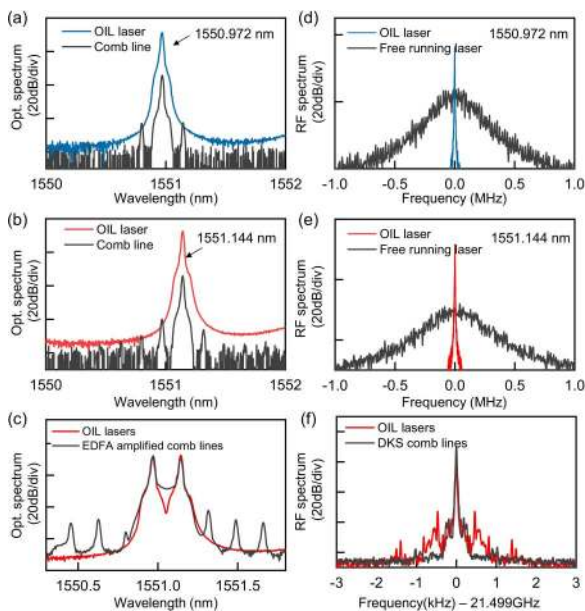 (a)
OIL laser
Comb line
1550.972 nm
Opt. spectrum
(20dB/div)
1550
1551
1552
Wavelength (nm)
(d)
OIL laser
1550.972 nm
Free running laser
RF spectrum
(20dB/div)
-1.0
-0.5
0.0
0.5
1.0
Frequency (MHz)
(b)
OIL laser
Comb line
1551.144 nm
Opt. spectrum
(20dB/div)
1550
1551
1552
Wavelength (nm)
(e)
OIL laser
1551.144 nm
Free running laser
RF spectrum
(20dB/div)
-1.0
-0.5
0.0
0.5
1.0
Frequency (MHz)
(c)
OIL lasers
EDFA amplified comb lines
Opt. spectrum
(20dB/div)
1550.5
1551.0
1551.5
Wavelength (nm)
(f)
OIL lasers
DKS comb lines
RF spectrum
(20dB/div)
-3
-2
-1
0
1
2
3
Frequency(kHz) – 21.499GHz